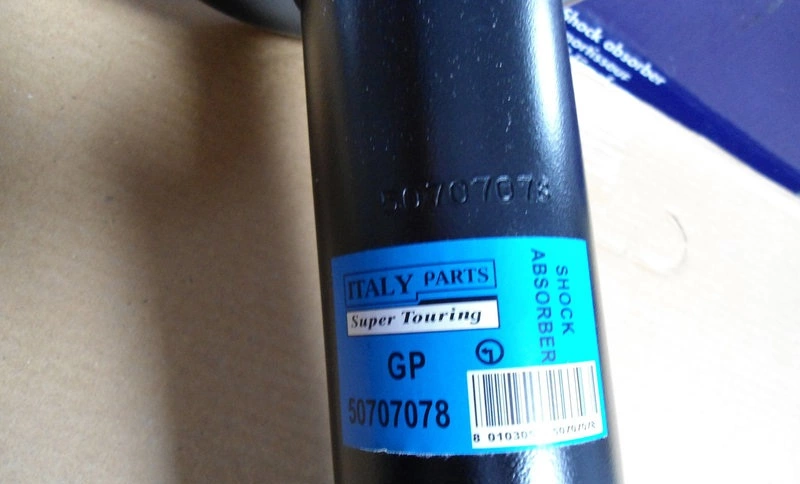 Shock absorber
50707078
ITALY PARTS
Super Touring
SHOCK
ABSORBER
GP
50707078